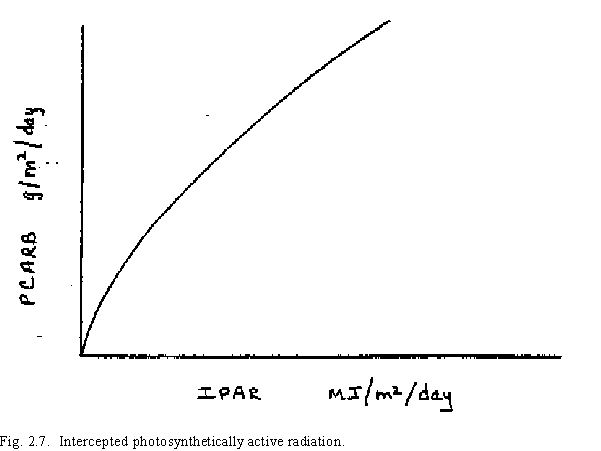 PCARB g/m²/day
IPAR MJ/m²/day
Fig. 2.7. Intercepted photosynthetically active radiation.